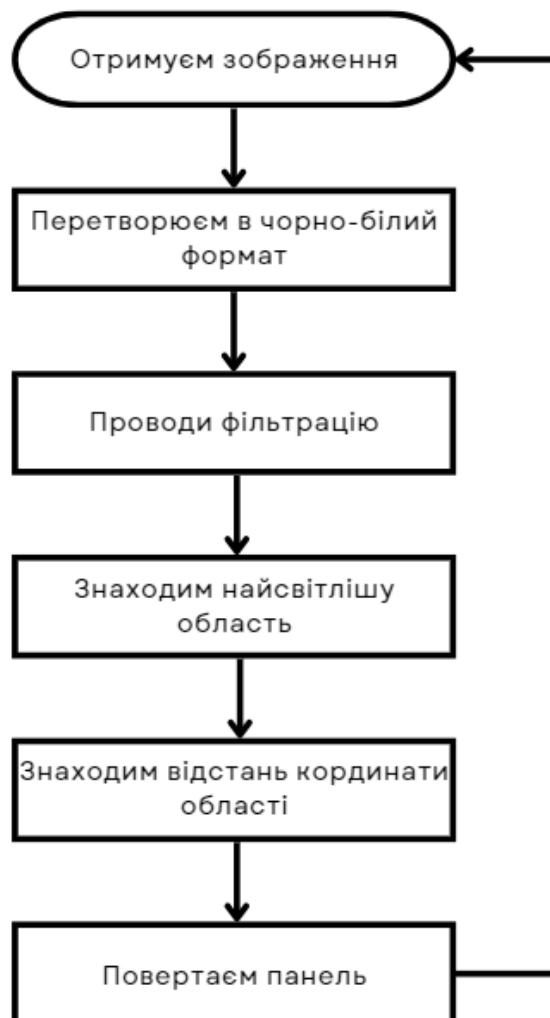 Отримуєм зображення
Перетворюєм в чорно-білий
формат
Проводи фільтрацію
Знаходим найсвітлішу
область
Знаходим відстань кординати
області
Повертаєм панель